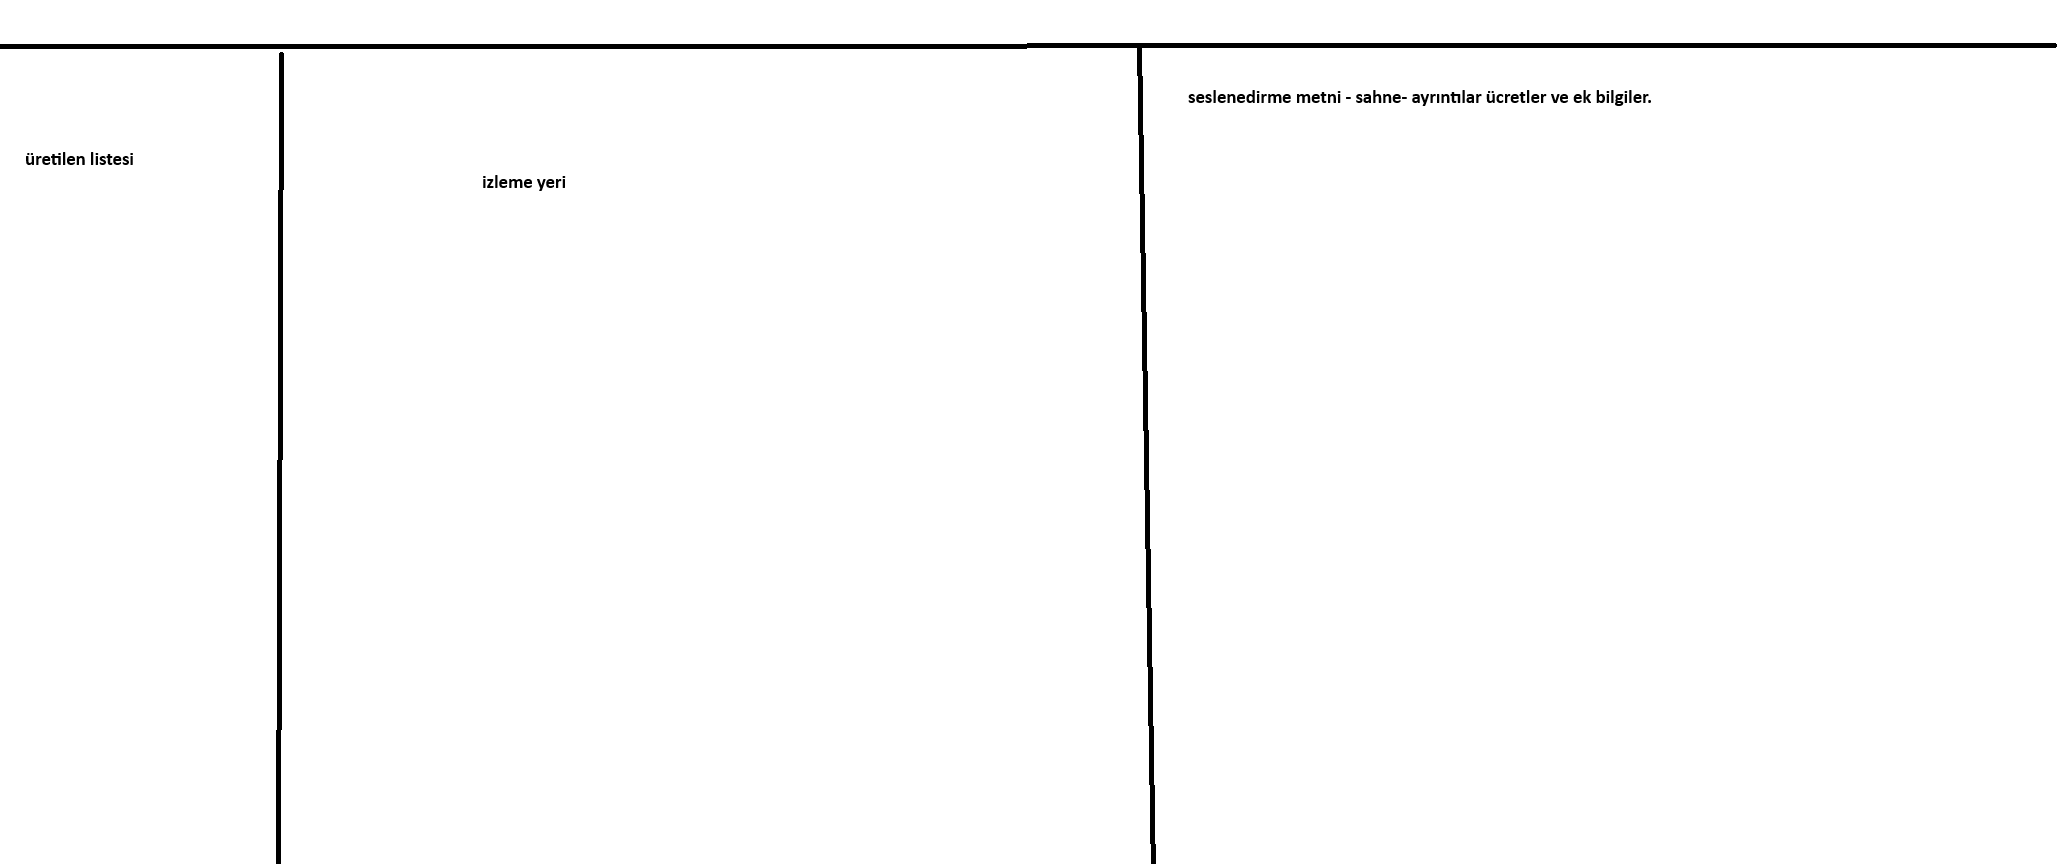 seslenedirme metni - sahne- ayrıntılar ücretler ve ek bilgiler.
üretilen listesi
izleme yeri